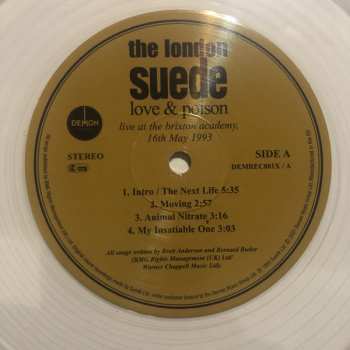 the london
suede
love & poison
live at the brixton academy,
16th May 1993
DEMON
STEREO
SIDE A
DEMREC881X / A
1. Intro / The Next Life 5:35
2. Moving 2:57
3. Animal Nitrate 3:16
4. My Insatiable One 3:03
All songs written by Brett Anderson and Bernard Butler
(BMG Rights Management (UK) Ltd/
Warner Chappell Music Ltd).